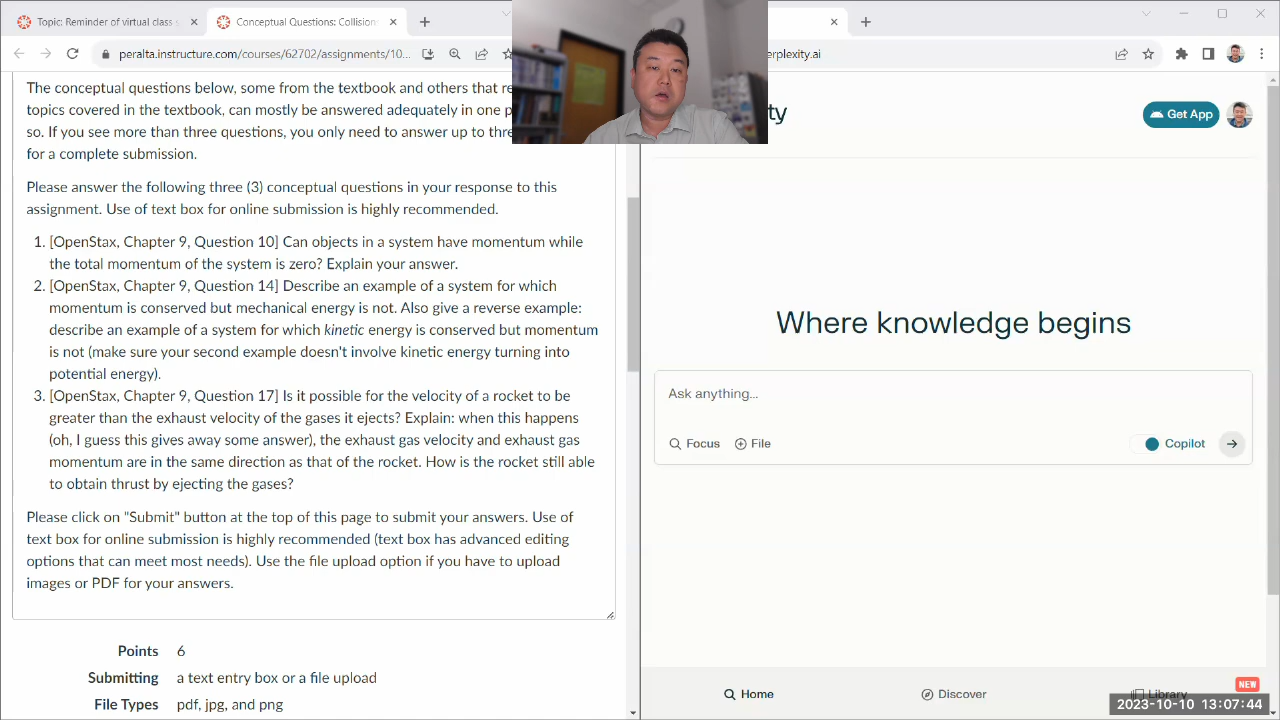 Topic: Reminder of virtual class s
Conceptual Questions: Collisions
peralta.instructure.com/courses/62702/assignments/10...
erplexity.ai
The conceptual questions below, some from the textbook and others that re
topics covered in the textbook, can mostly be answered adequately in one p
so. If you see more than three questions, you only need to answer up to thre
for a complete submission.
Please answer the following three (3) conceptual questions in your response to this
assignment. Use of text box for online submission is highly recommended.
1. [OpenStax, Chapter 9, Question 10] Can objects in a system have momentum while
the total momentum of the system is zero? Explain your answer.
2. [OpenStax, Chapter 9, Question 14] Describe an example of a system for which
momentum is conserved but mechanical energy is not. Also give a reverse example:
describe an example of a system for which kinetic energy is conserved but momentum
is not (make sure your second example doesn't involve kinetic energy turning into
potential energy).
3. [OpenStax, Chapter 9, Question 17] Is it possible for the velocity of a rocket to be
greater than the exhaust velocity of the gases it ejects? Explain: when this happens
(oh, I guess this gives away some answer), the exhaust gas velocity and exhaust gas
momentum are in the same direction as that of the rocket. How is the rocket still able
to obtain thrust by ejecting the gases?
Please click on "Submit" button at the top of this page to submit your answers. Use of
text box for online submission is highly recommended (text box has advanced editing
options that can meet most needs). Use the file upload option if you have to upload
images or PDF for your answers.
Points 6
Submitting a text entry box or a file upload
File Types pdf, jpg, and png
ty
Get App
Where knowledge begins
Ask anything...
Focus
File
Copilot
Home
Discover
Library
NEW
2023-10-10 13:07:44